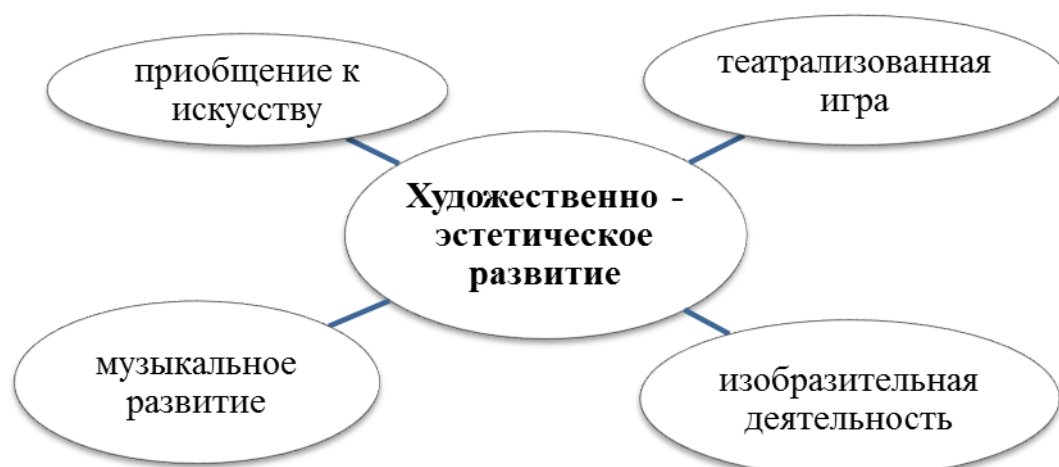 приобщение к
искусству
театрализованная
игра
Художественно -
эстетическое
развитие
музыкальное
развитие
изобразительная
деятельность